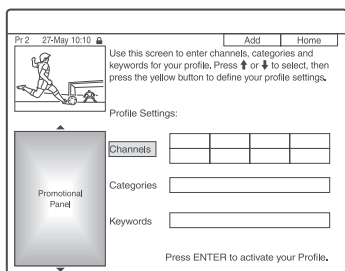 Pr 2 27-May 10:10 Add Home
Use this screen to enter channels, categories and
keywords for your profile. Press ⬆ or ⬇ to select, then
press the yellow button to define your profile settings.
Profile Settings:
Channels
Promotional
Panel
Categories
Keywords
Press ENTER to activate your Profile.